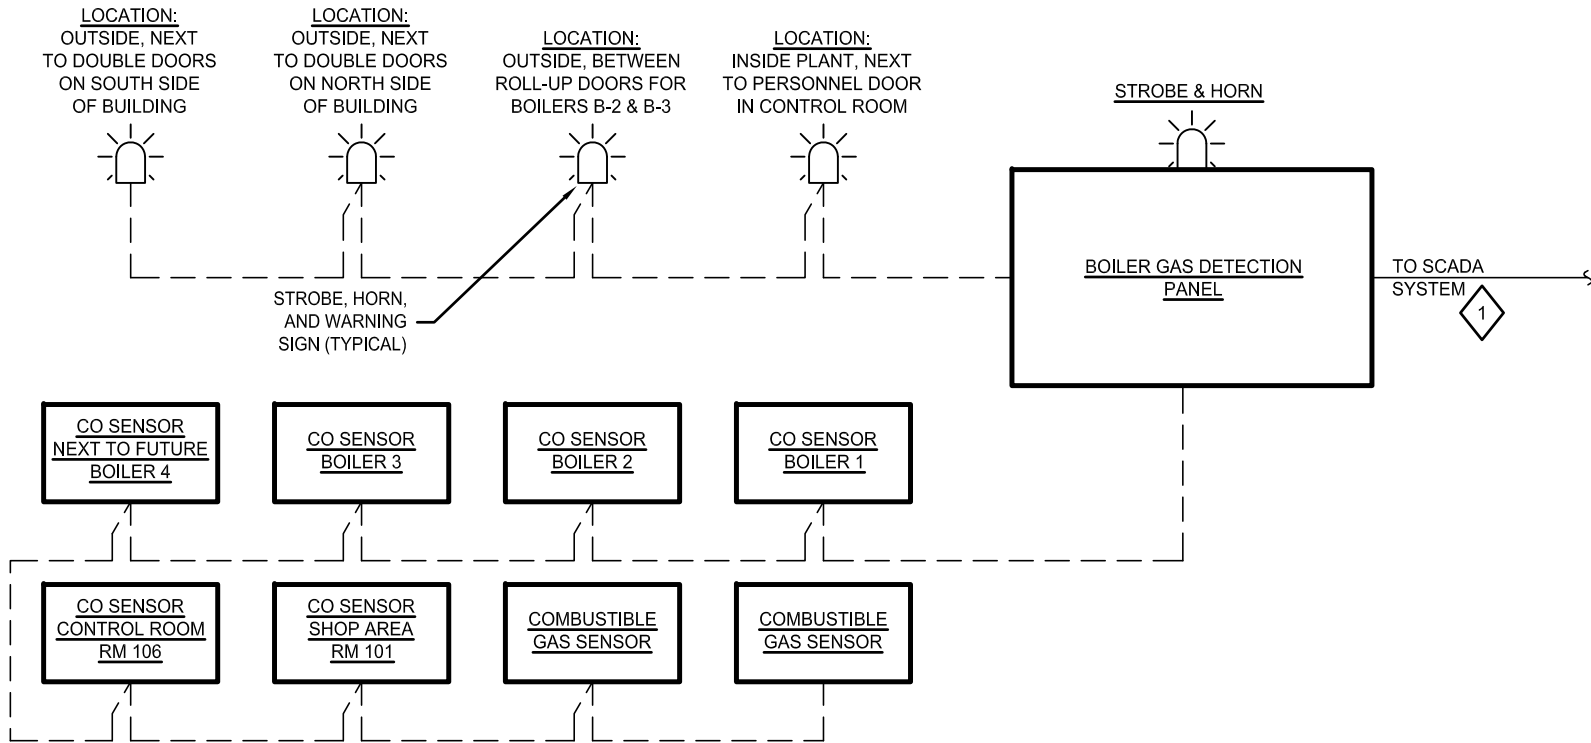 LOCATION:
OUTSIDE, NEXT
TO DOUBLE DOORS
ON SOUTH SIDE
OF BUILDING
LOCATION:
OUTSIDE, NEXT
TO DOUBLE DOORS
ON NORTH SIDE
OF BUILDING
LOCATION:
OUTSIDE, BETWEEN
ROLL-UP DOORS FOR
BOILERS B-2 & B-3
LOCATION:
INSIDE PLANT, NEXT
TO PERSONNEL DOOR
IN CONTROL ROOM
STROBE & HORN
BOILER GAS DETECTION
PANEL
TO SCADA
SYSTEM
1
STROBE, HORN,
AND WARNING
SIGN (TYPICAL)
CO SENSOR
NEXT TO FUTURE
BOILER 4
CO SENSOR
BOILER 3
CO SENSOR
BOILER 2
CO SENSOR
BOILER 1
CO SENSOR
CONTROL ROOM
RM 106
CO SENSOR
SHOP AREA
RM 101
COMBUSTIBLE
GAS SENSOR
COMBUSTIBLE
GAS SENSOR